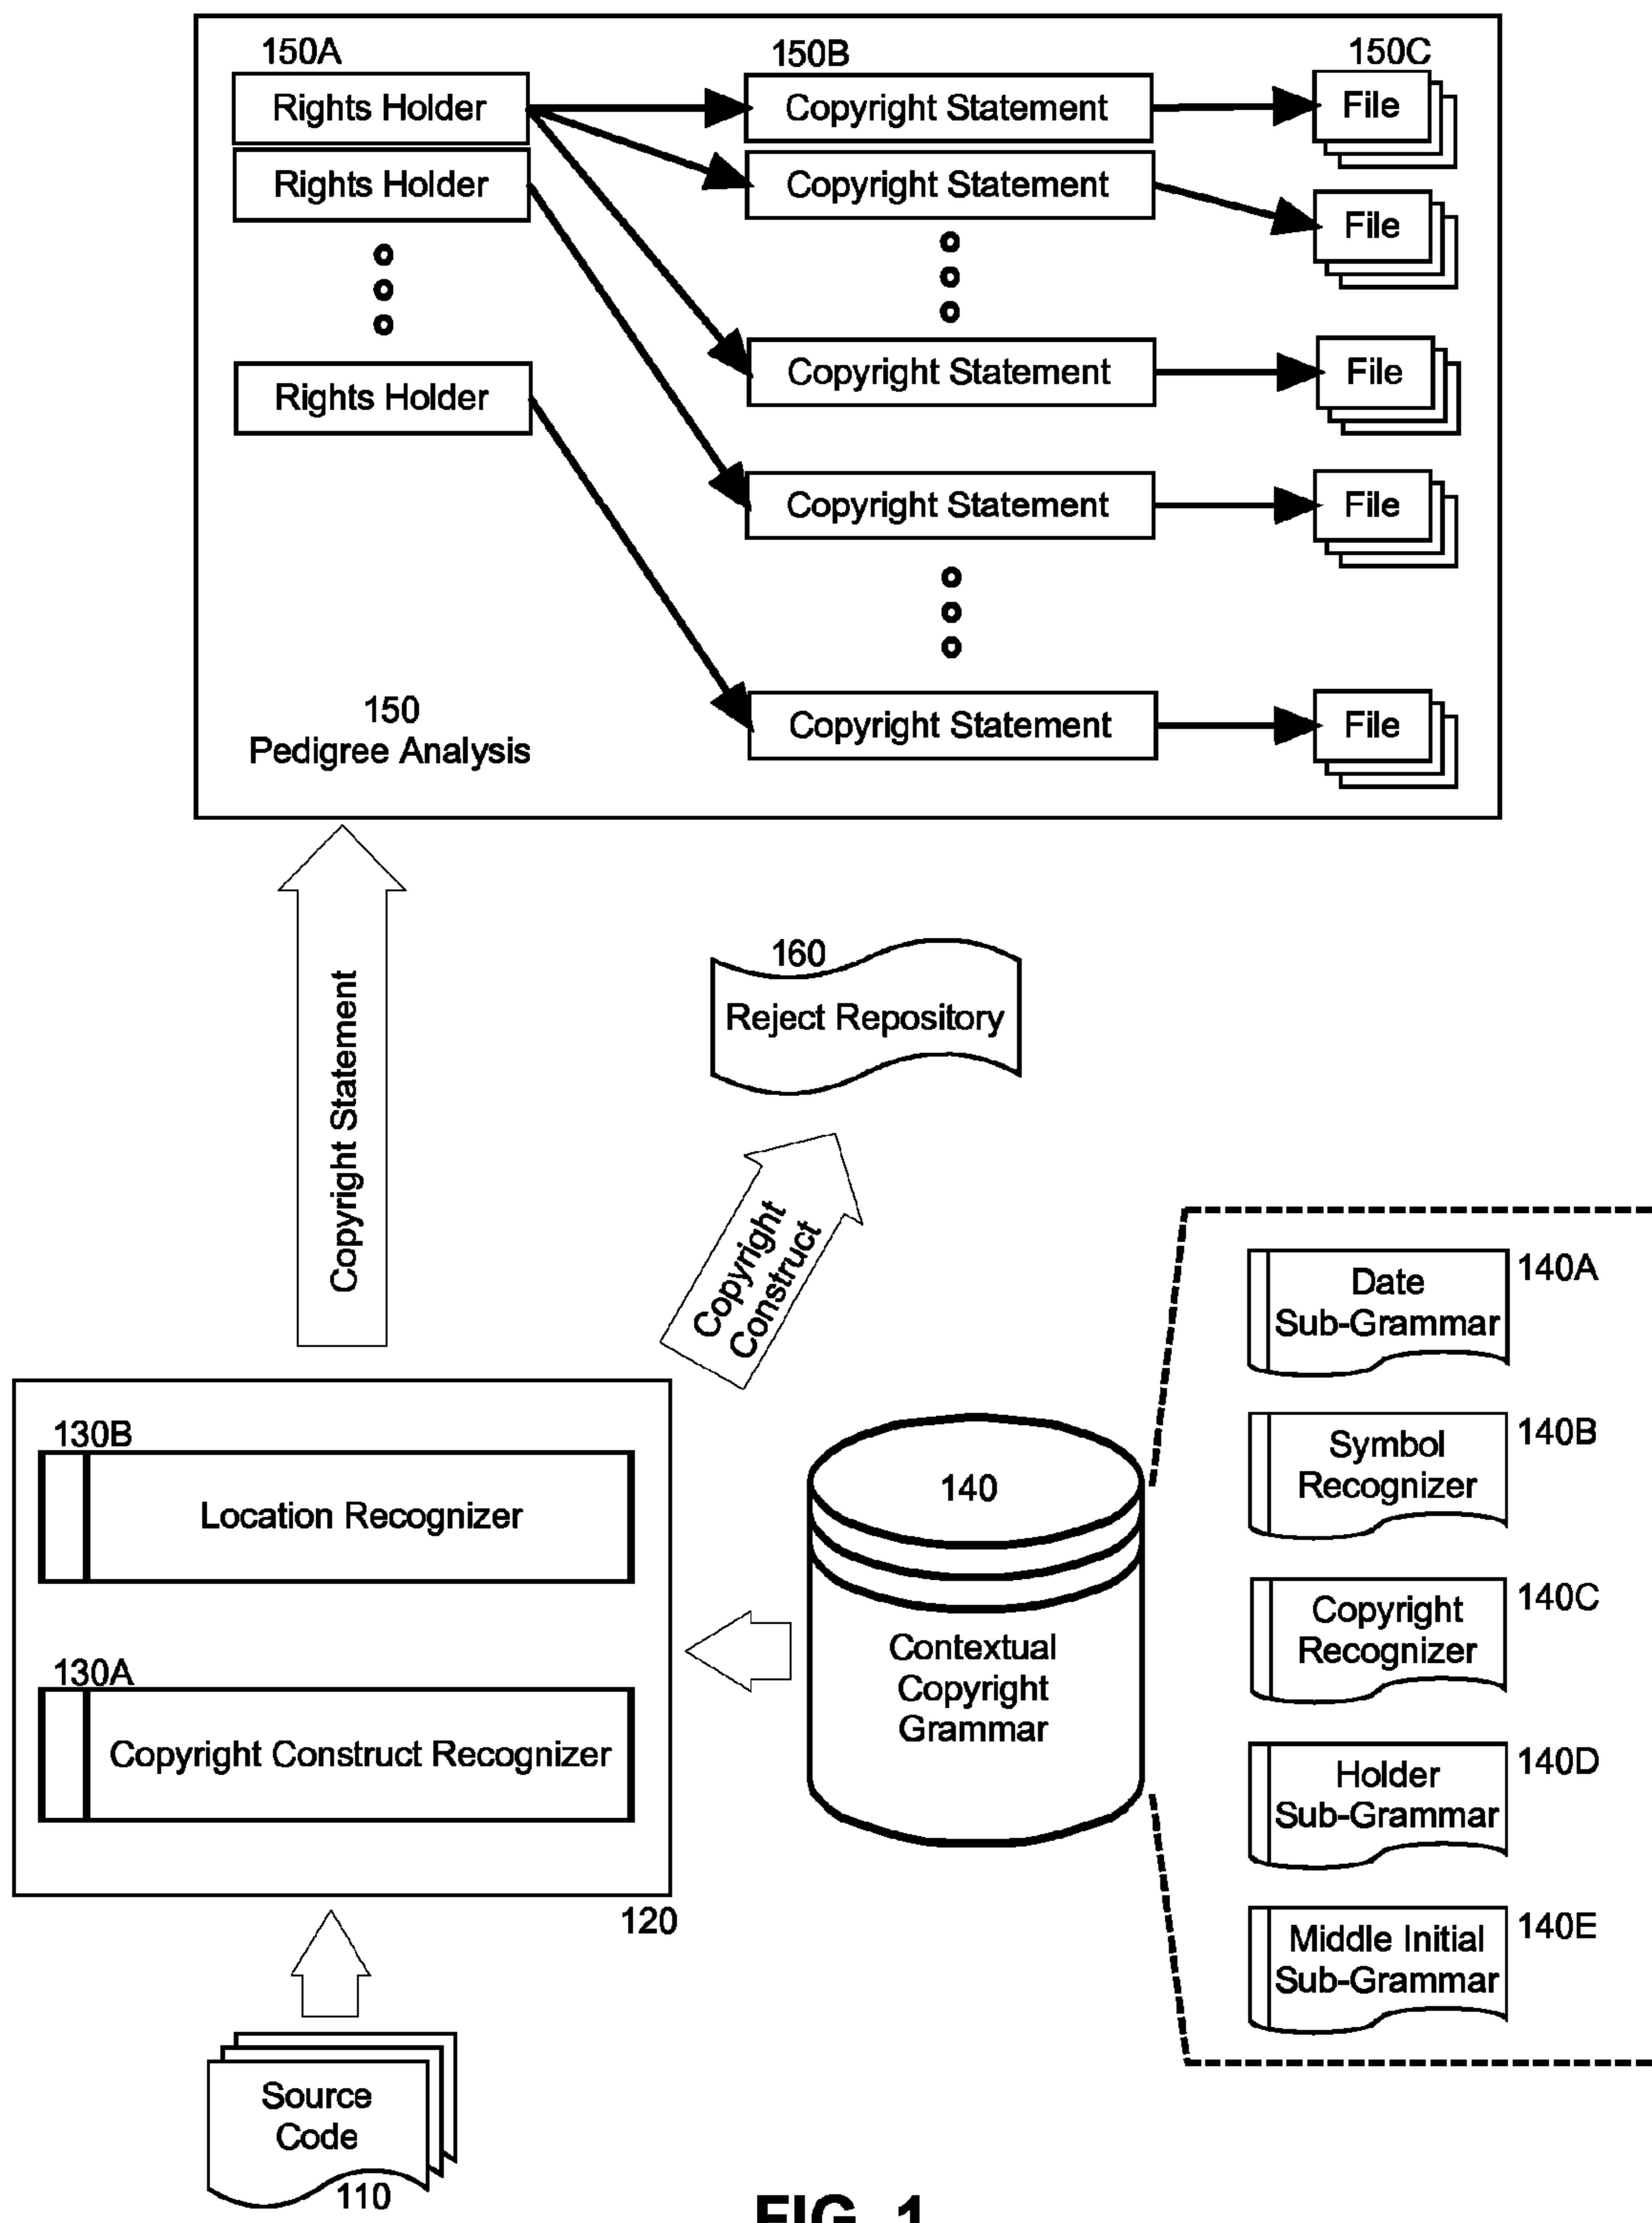 150A
150B
150C
Rights Holder
Copyright Statement
File
Rights Holder
Copyright Statement
File
Copyright Statement
File
Rights Holder
Copyright Statement
File
150
Pedigree Analysis
Copyright Statement
File
Copyright Statement
160
Reject Repository
Copyright
Construct
130B
Location Recognizer
130A
Copyright Construct Recognizer
120
140
Contextual
Copyright
Grammar
Date
Sub-Grammar
140A
Symbol
Recognizer
140B
Copyright
Recognizer
140C
Holder
Sub-Grammar
140D
Middle Initial
Sub-Grammar
140E
Source
Code
110
FIG. 1